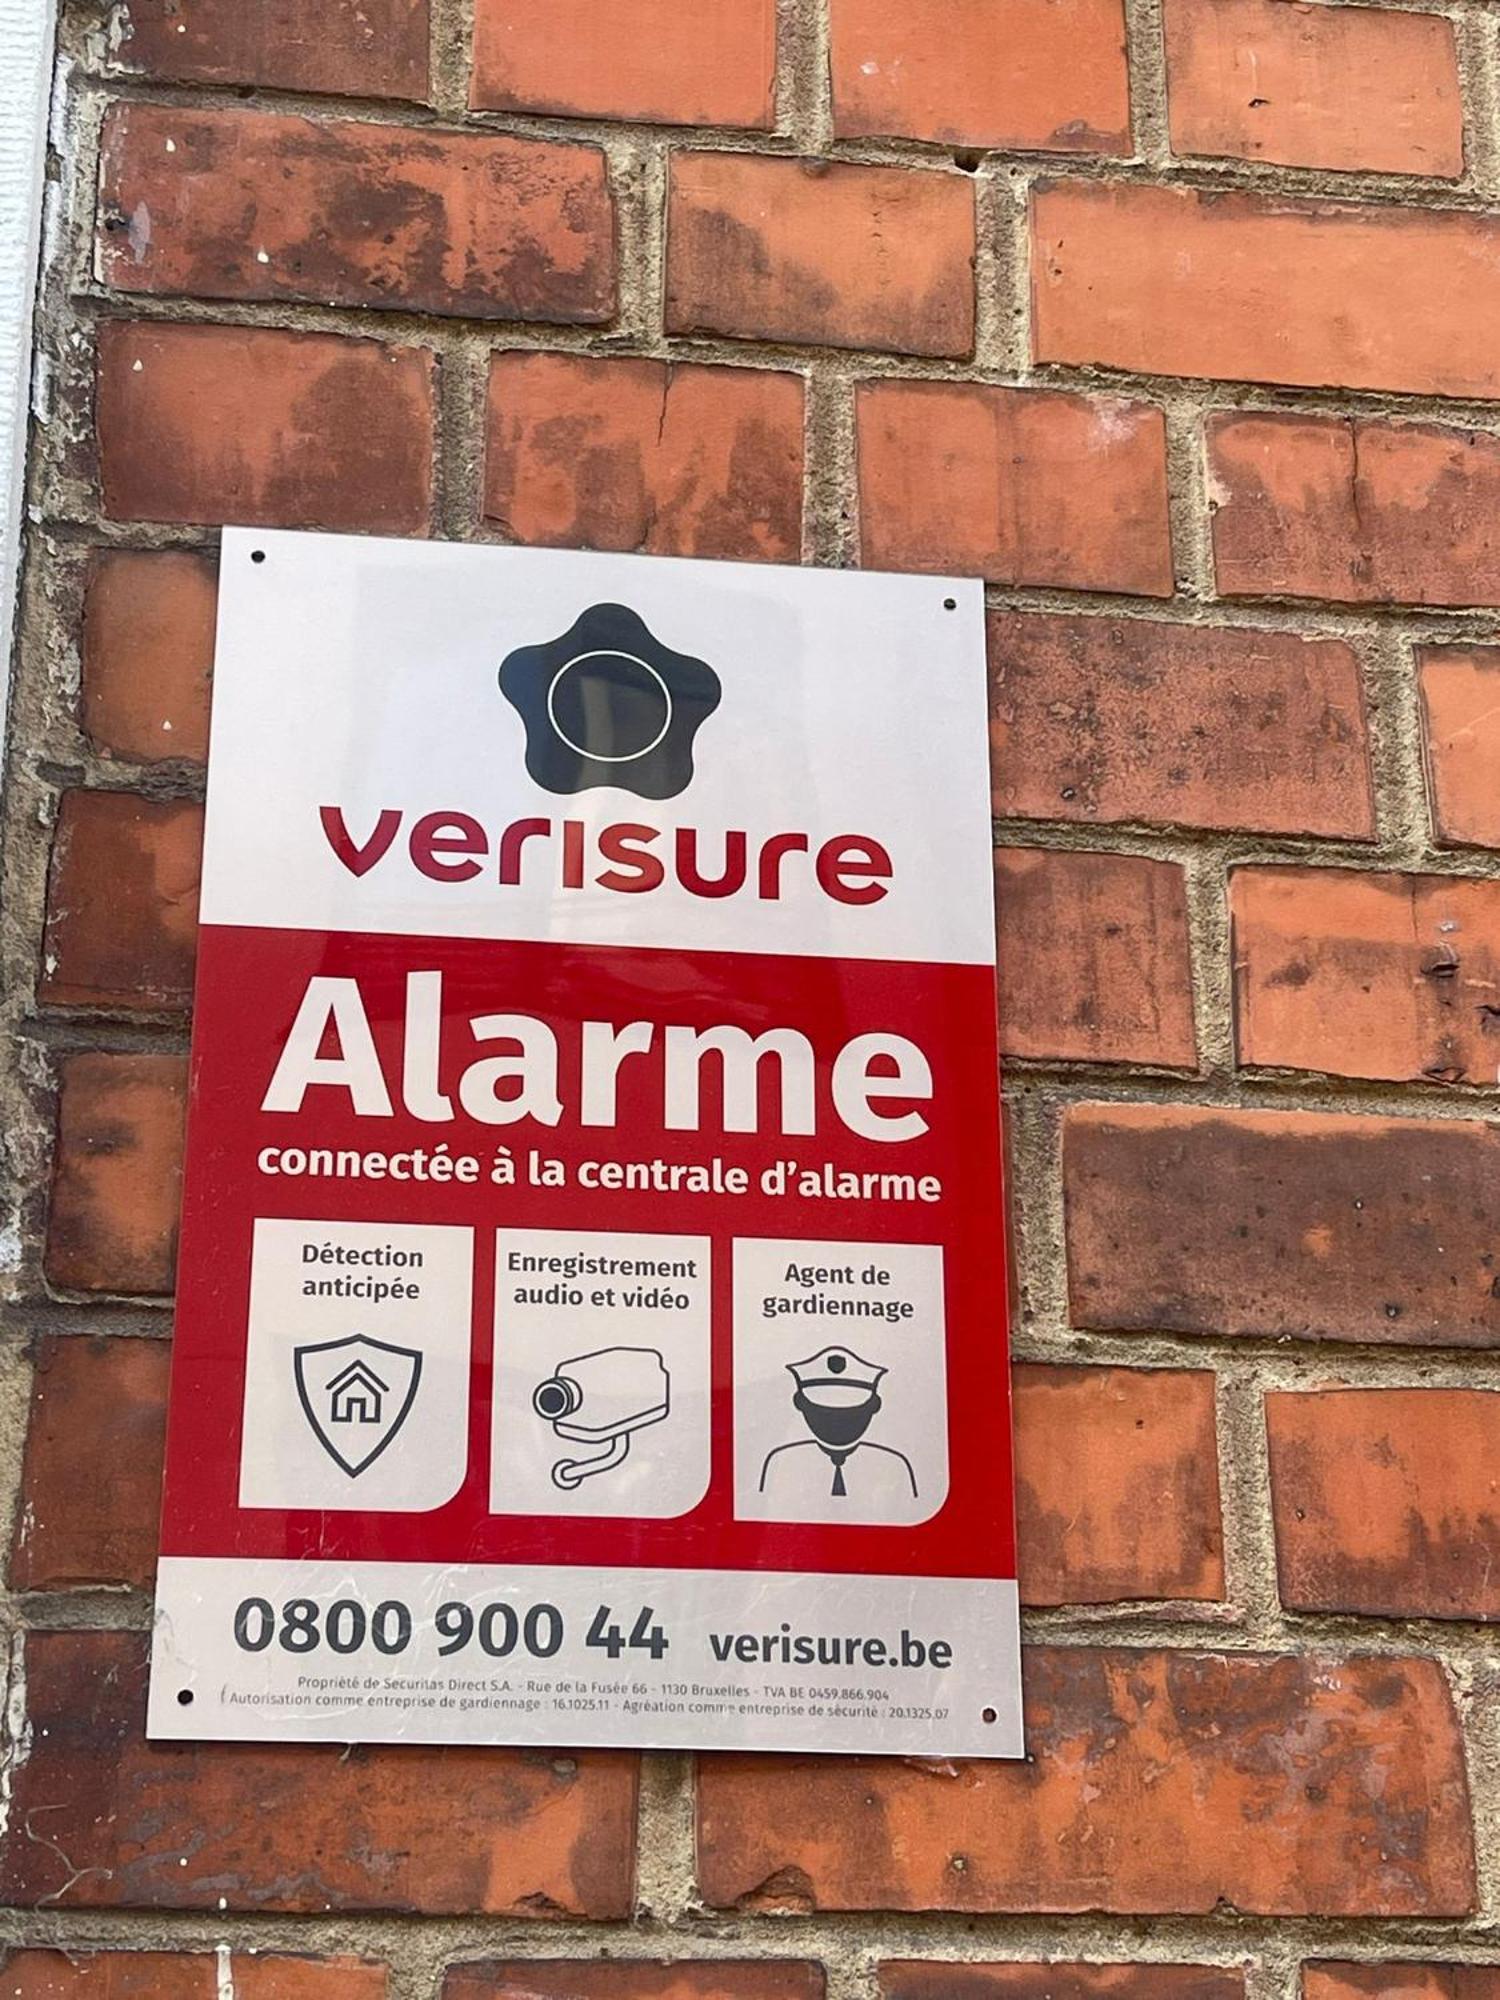 verisure
Alarme
connectée à la centrale d'alarme
Détection
anticipée
Enregistrement
audio et vidéo
Agent de
gardiennage
0800 900 44 verisure.be
Propriété de Securitas Direct S.A. - Rue de la Fusée 66 - 1130 Bruxelles - TVA BE 0459.866.904
Autorisation comme entreprise de gardiennage : 16.1025.11 - Agréation comme entreprise de sécurité : 20.1325.07